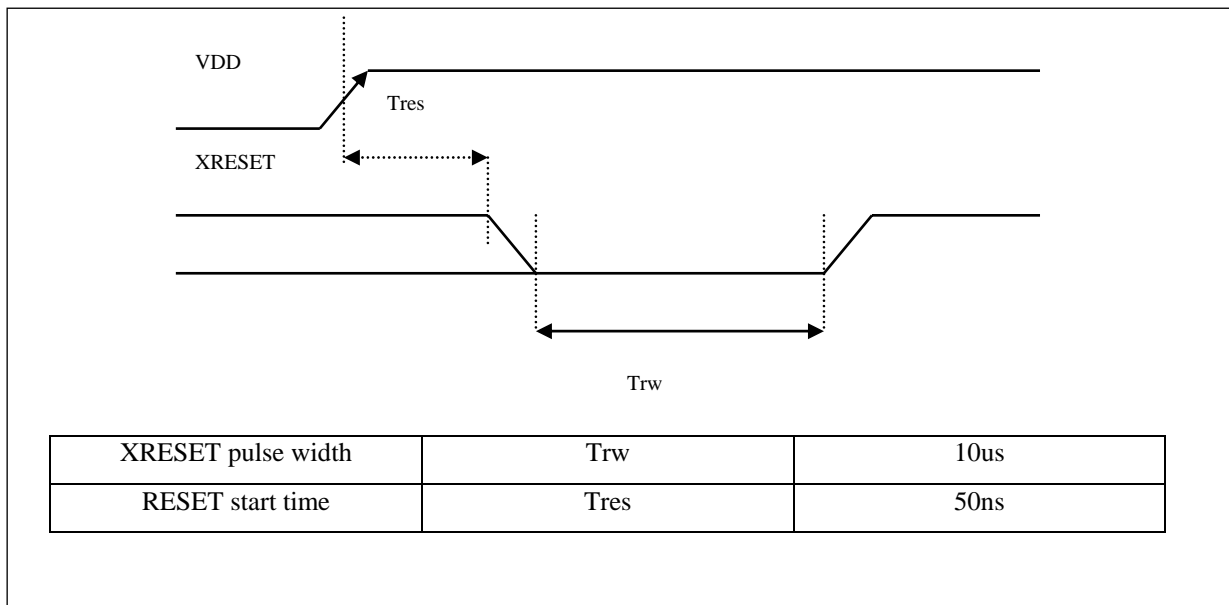 VDD
Tres
XRESET
Trw
XRESET pulse width Trw 10us
RESET start time Tres 50ns